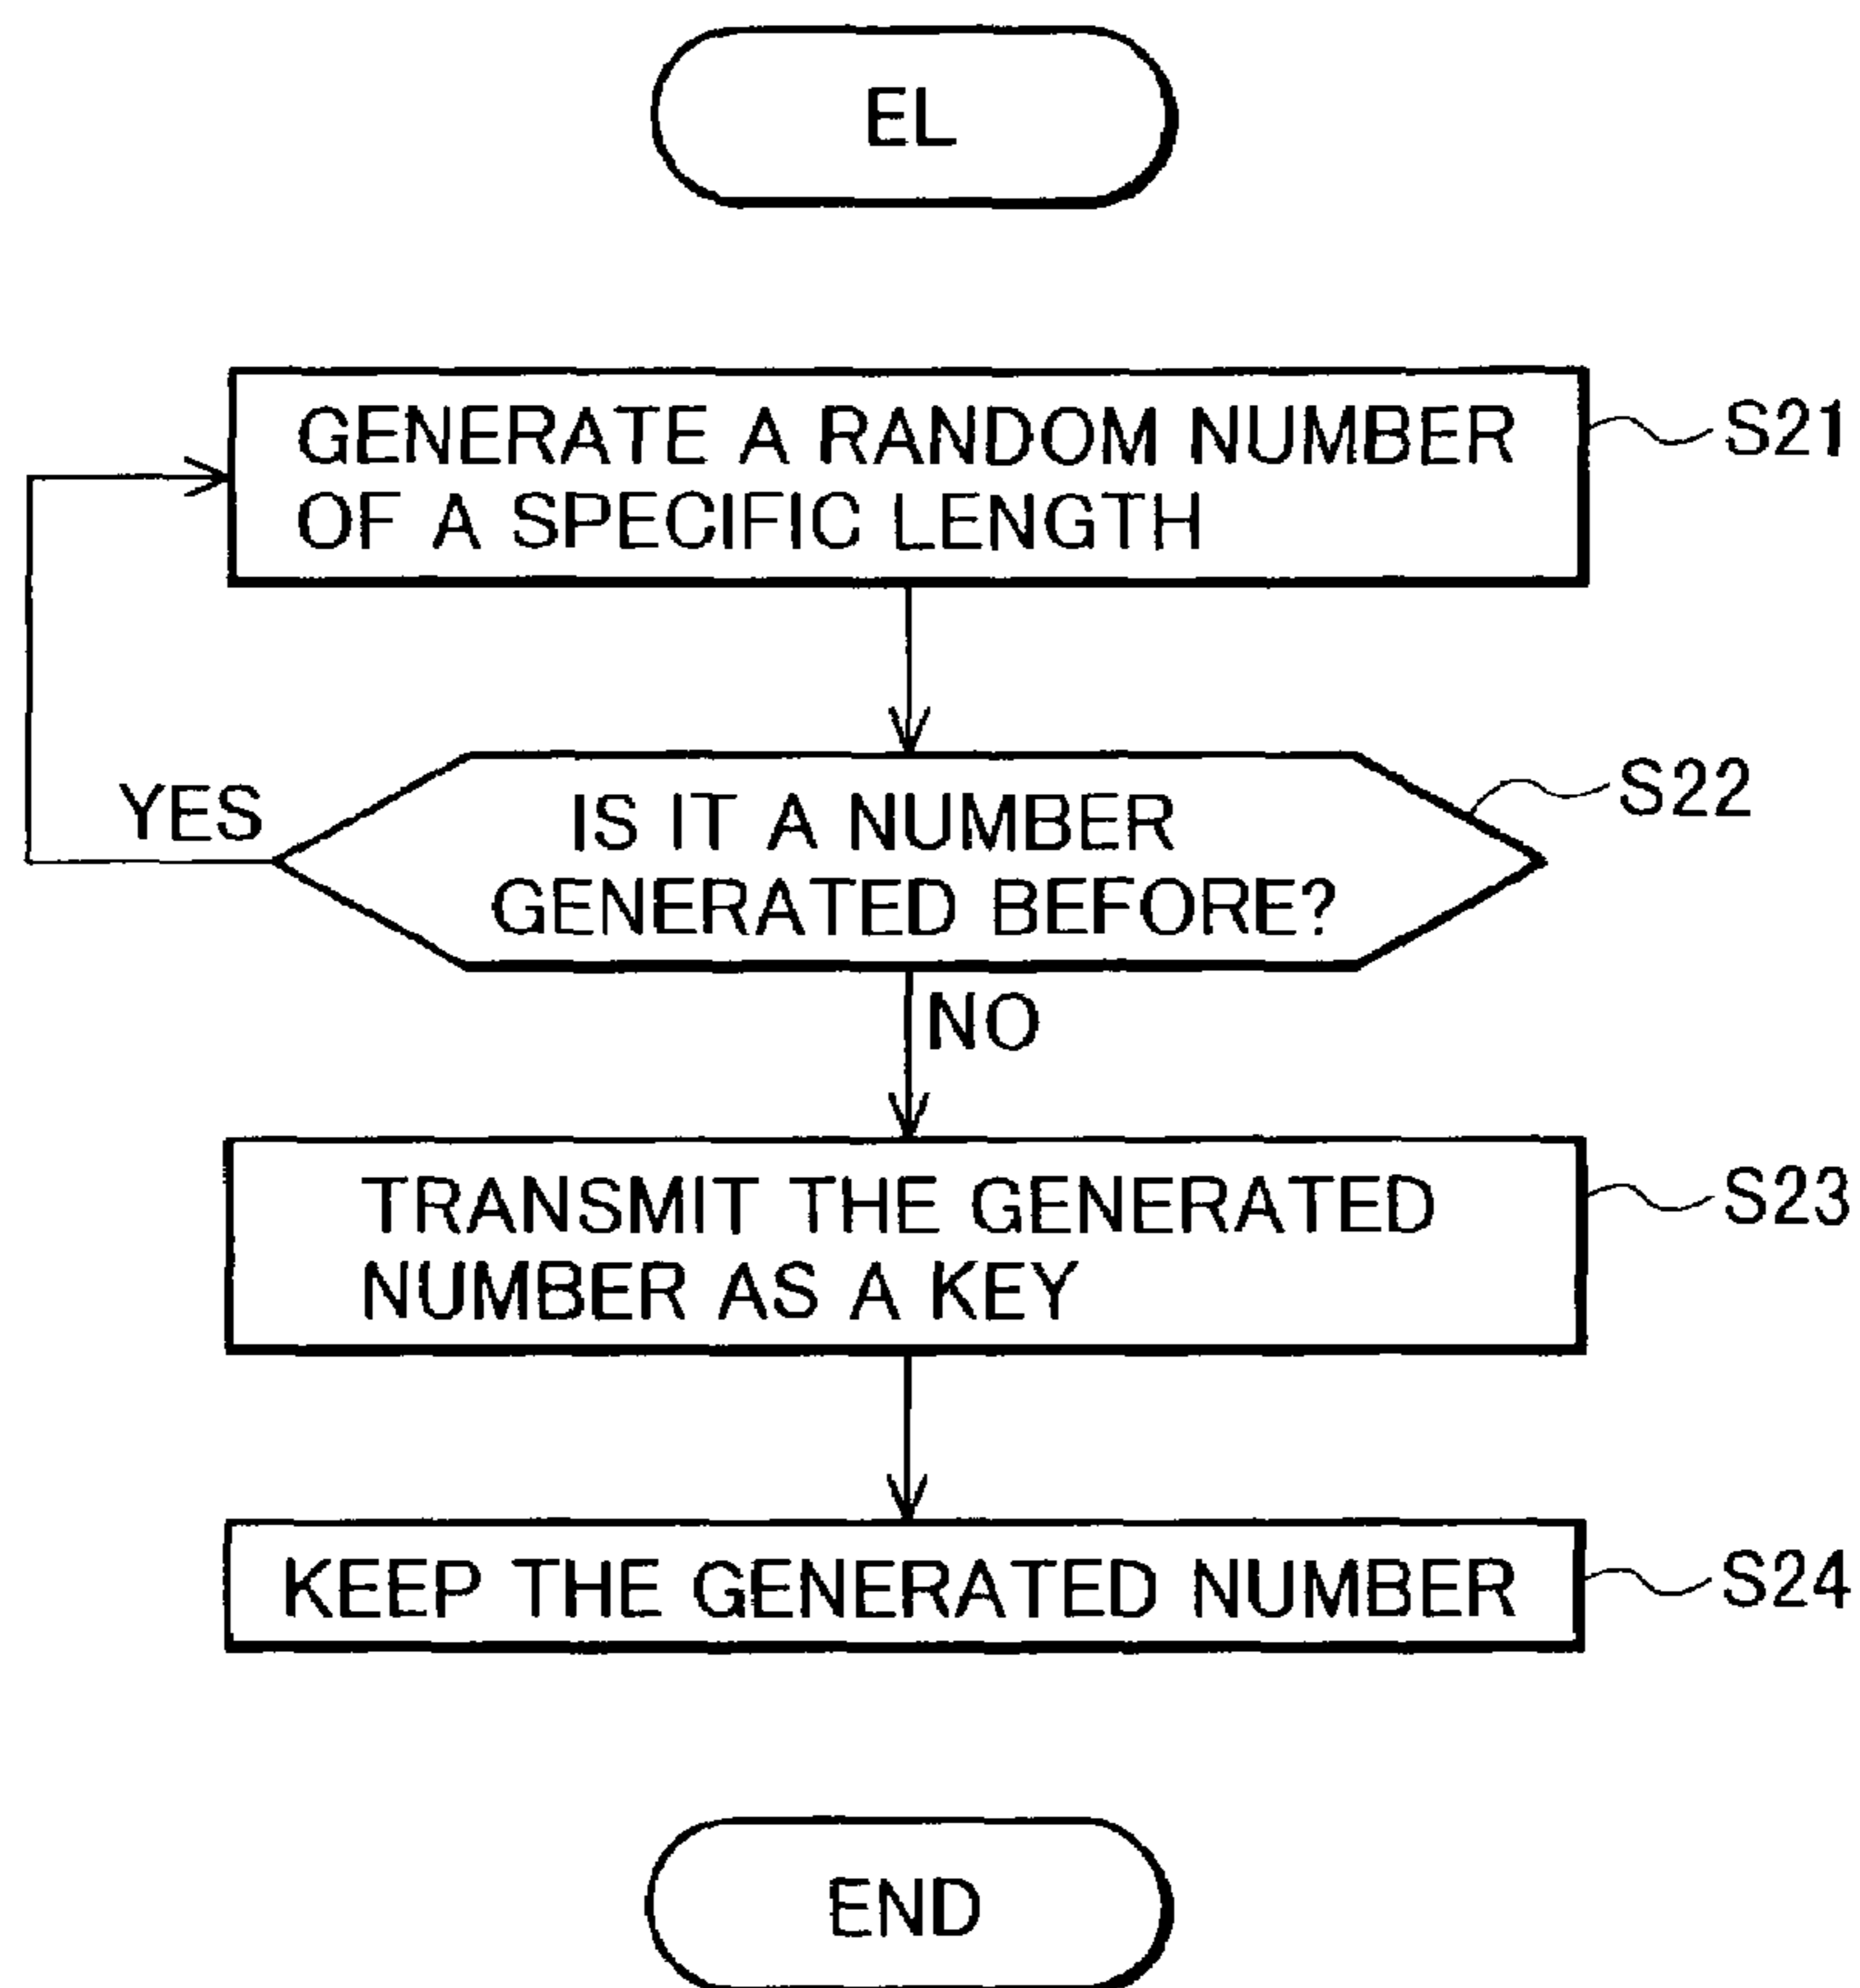 EL
GENERATE A RANDOM NUMBER
OF A SPECIFIC LENGTH
S21
YES
IS IT A NUMBER
GENERATED BEFORE?
S22
NO
TRANSMIT THE GENERATED
NUMBER AS A KEY
S23
KEEP THE GENERATED NUMBER
S24
END